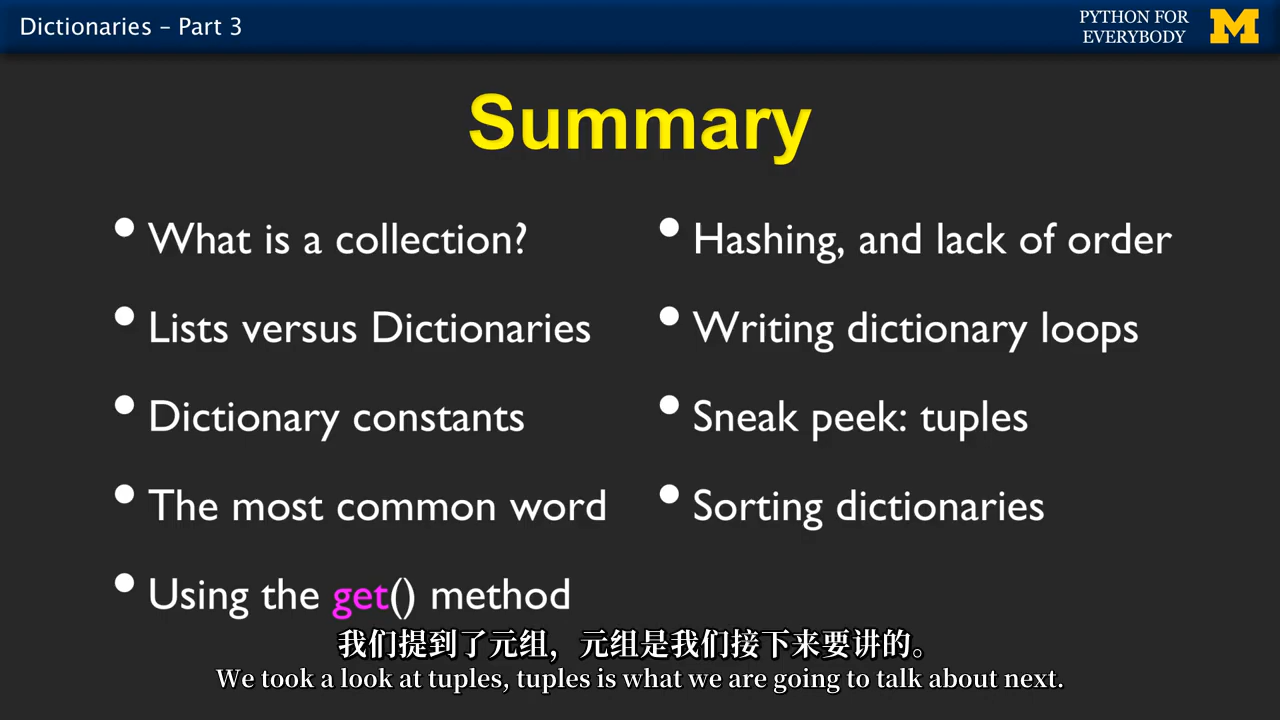 Dictionaries – Part 3
PYTHON FOR
EVERYBODY
M
Summary
• What is a collection?
• Lists versus Dictionaries
• Dictionary constants
• The most common word
• Using the get() method
• Hashing, and lack of order
• Writing dictionary loops
• Sneak peek: tuples
• Sorting dictionaries
我们提到了元组，元组是我们接下来要讲的。
We took a look at tuples, tuples is what we are going to talk about next.